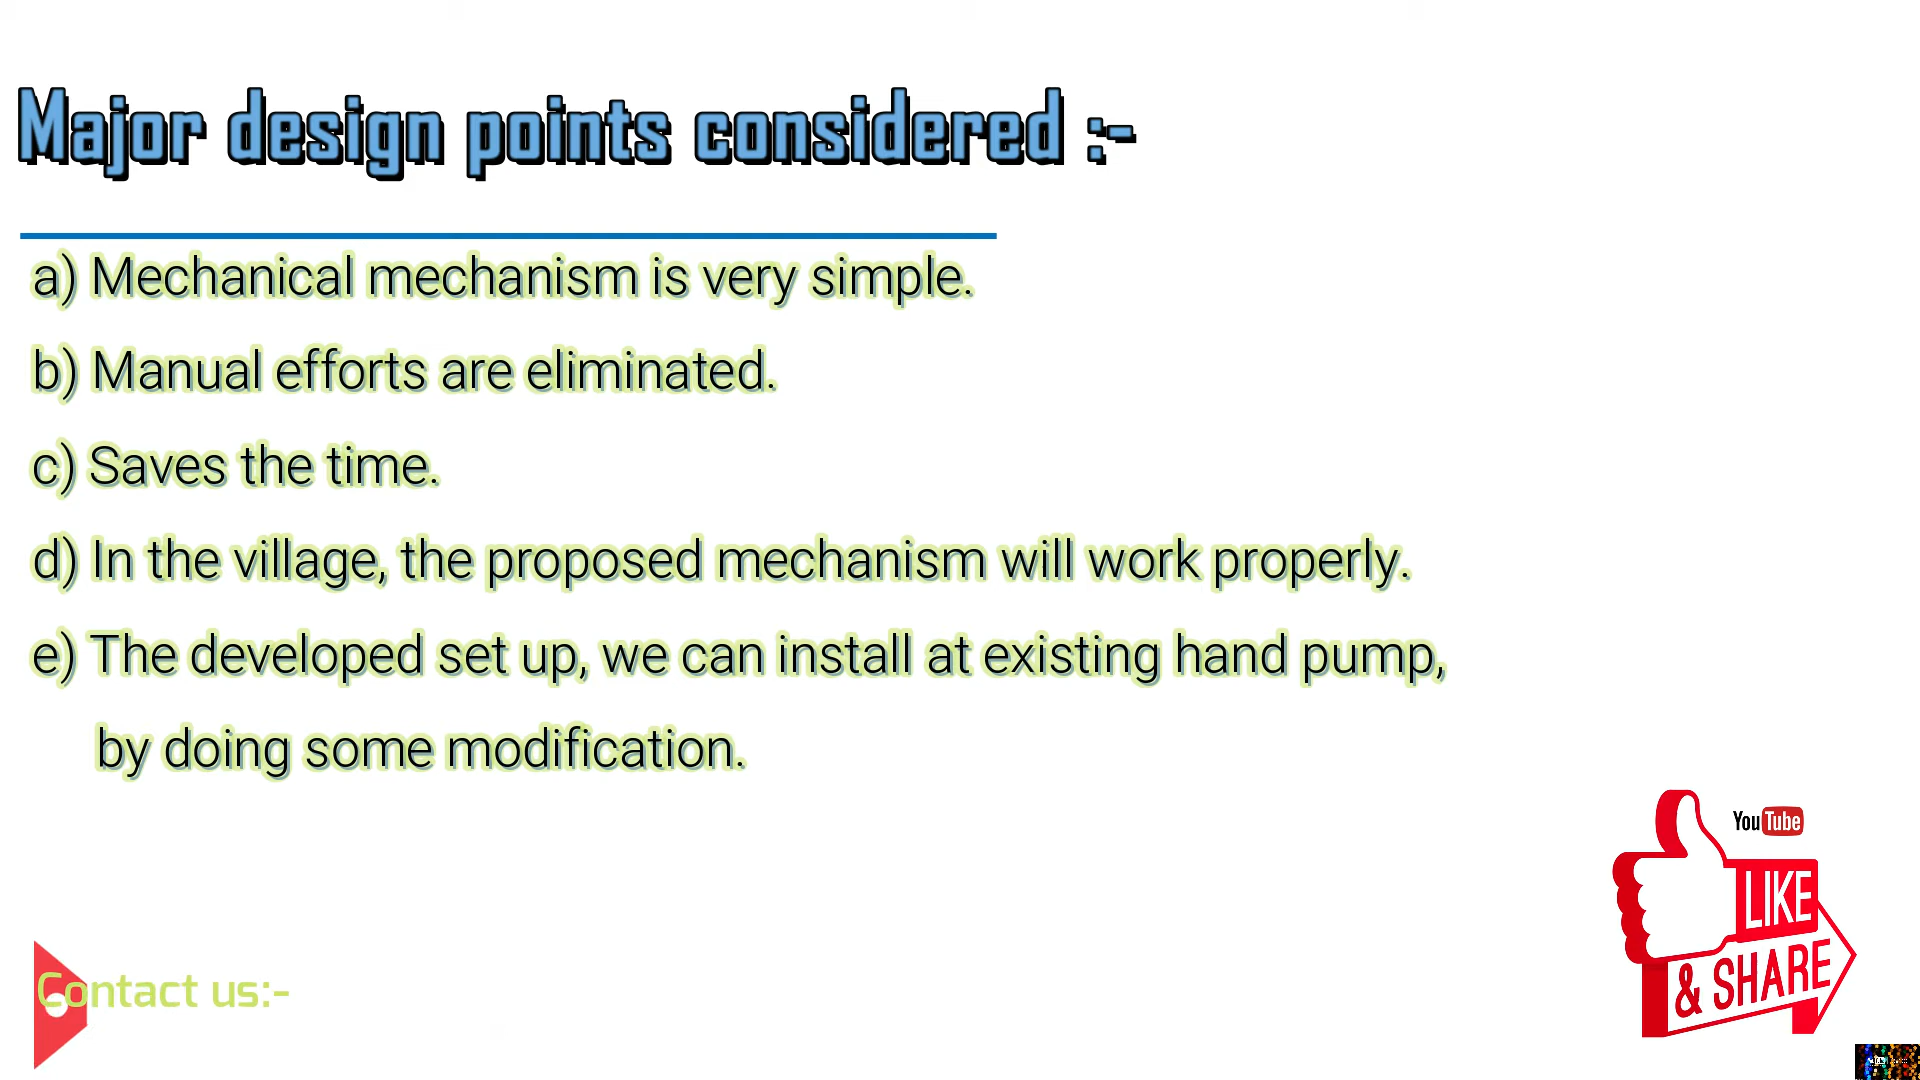 Major design points considered :-
a) Mechanical mechanism is very simple.
b) Manual efforts are eliminated.
c) Saves the time.
d) In the village, the proposed mechanism will work properly.
e) The developed set up, we can install at existing hand pump,
by doing some modification.
YouTube
LIKE
& SHARE
Contact us:-